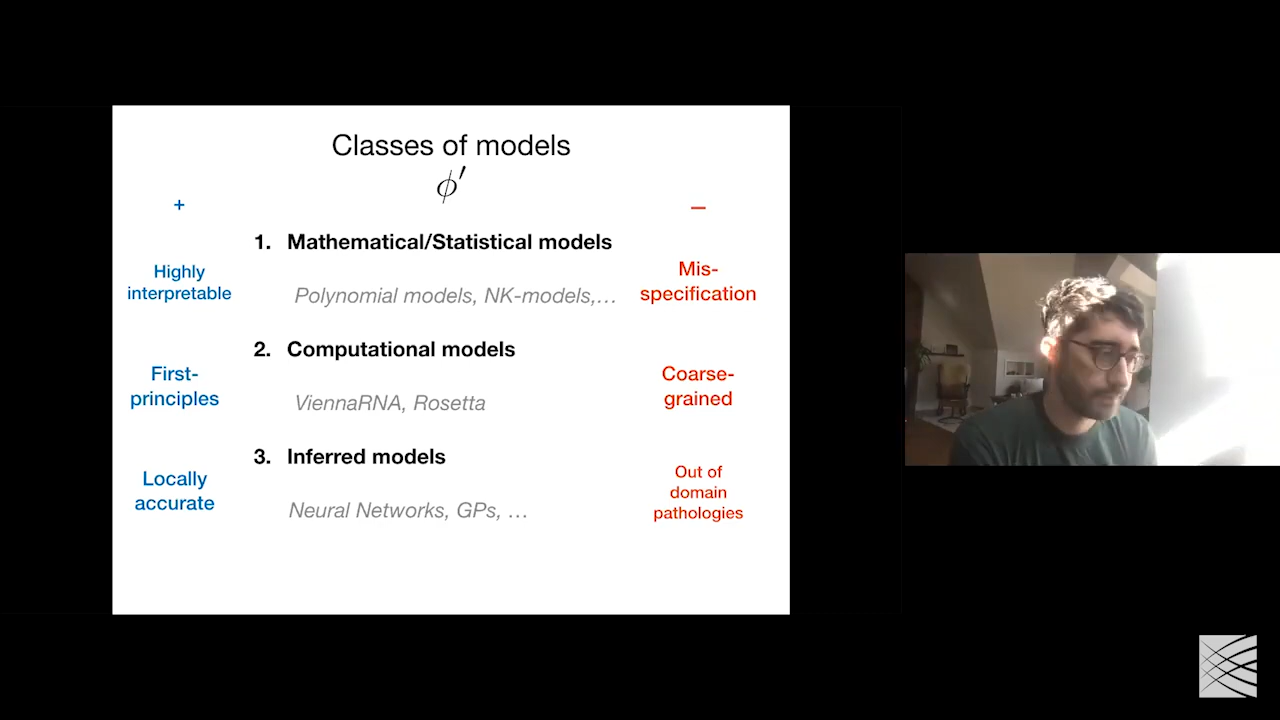 Classes of models
ϕ′
+
−
1. Mathematical/Statistical models
Highly
interpretable
Polynomial models, NK-models,…
Mis-
specification
2. Computational models
First-
principles
ViennaRNA, Rosetta
Coarse-
grained
3. Inferred models
Locally
accurate
Neural Networks, GPs, …
Out of
domain
pathologies